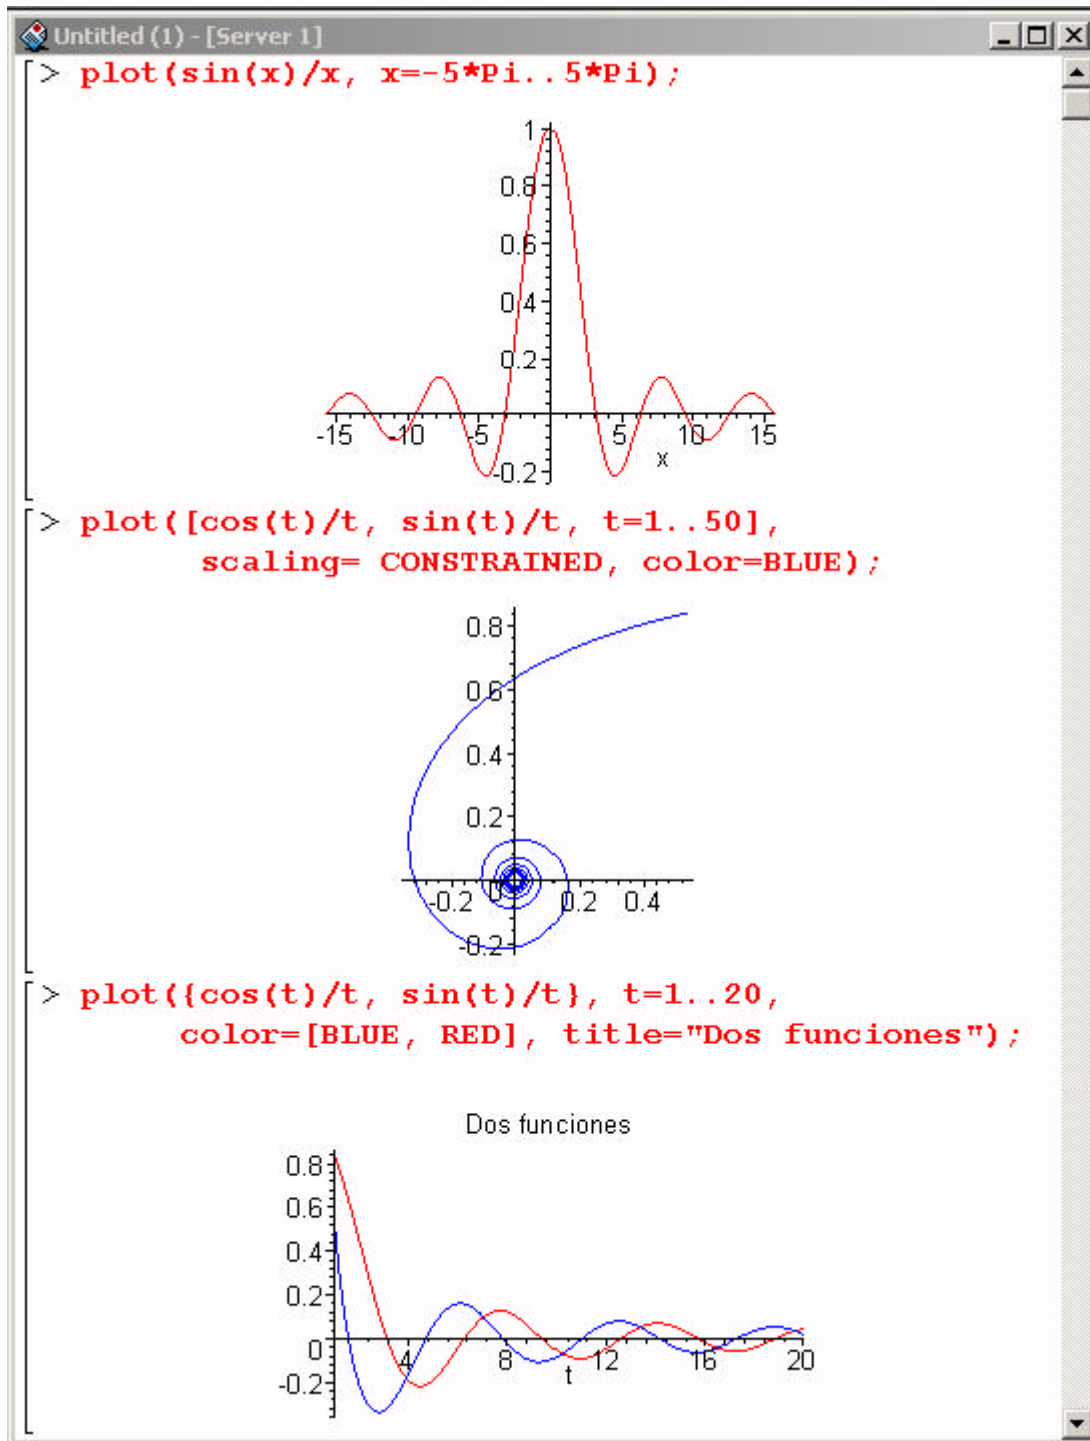 Untitled (1) - [Server 1]
> plot(sin(x)/x, x=-5*Pi..5*Pi);
1
0.8
0.6
0.4
0.2
-15 -10 -5 5 10 15
x
-0.2
> plot([cos(t)/t, sin(t)/t, t=1..50],
scaling= CONSTRAINED, color=BLUE);
0.8
0.6
0.4
0.2
-0.2 0 0.2 0.4
-0.2
> plot({cos(t)/t, sin(t)/t}, t=1..20,
color=[BLUE, RED], title="Dos funciones");
Dos funciones
0.8
0.6
0.4
0.2
0 4 8 12 16 20
t
-0.2